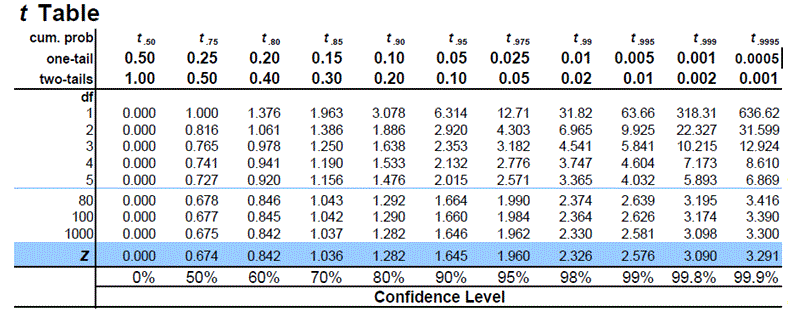 t Table
cum. prob t .50 t .75 t .80 t .85 t .90 t .95 t .975 t .99 t .995 t .999 t .9995
one-tail 0.50 0.25 0.20 0.15 0.10 0.05 0.025 0.01 0.005 0.001 0.0005
two-tails 1.00 0.50 0.40 0.30 0.20 0.10 0.05 0.02 0.01 0.002 0.001
df
1 0.000 1.000 1.376 1.963 3.078 6.314 12.71 31.82 63.66 318.31 636.62
2 0.000 0.816 1.061 1.386 1.886 2.920 4.303 6.965 9.925 22.327 31.599
3 0.000 0.765 0.978 1.250 1.638 2.353 3.182 4.541 5.841 10.215 12.924
4 0.000 0.741 0.941 1.190 1.533 2.132 2.776 3.747 4.604 7.173 8.610
5 0.000 0.727 0.920 1.156 1.476 2.015 2.571 3.365 4.032 5.893 6.869
80 0.000 0.678 0.846 1.043 1.292 1.664 1.990 2.374 2.639 3.195 3.416
100 0.000 0.677 0.845 1.042 1.290 1.660 1.984 2.364 2.626 3.174 3.390
1000 0.000 0.675 0.842 1.037 1.282 1.646 1.962 2.330 2.581 3.098 3.300
Z 0.000 0.674 0.842 1.036 1.282 1.645 1.960 2.326 2.576 3.090 3.291
0% 50% 60% 70% 80% 90% 95% 98% 99% 99.8% 99.9%
Confidence Level